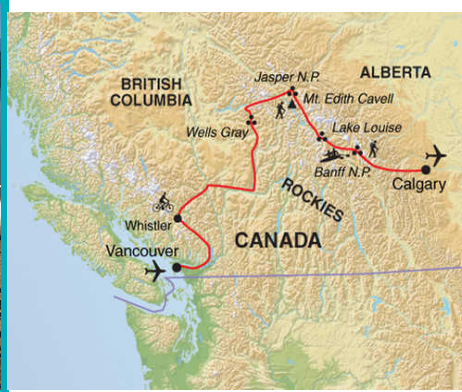 Jasper N.P.
ALBERTA
BRITISH
COLUMBIA
Mt. Edith Cavell
Wells Gray
Lake Louise
Banff N.P.
Calgary
ROCKIES
Whistler
CANADA
Vancouver